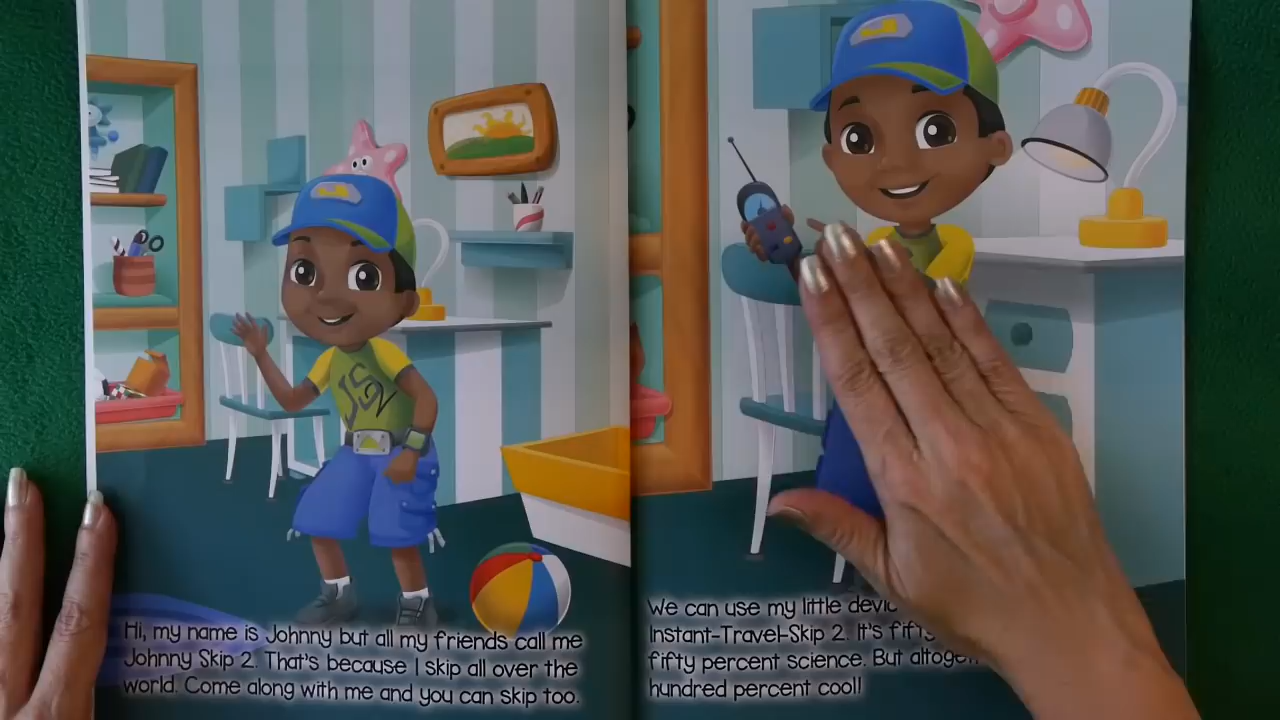 JS2
Hi, my name is Johnny but all my friends call me
Johnny Skip 2. That's because I skip all over the
world. Come along with me and you can skip too.
We can use my little
Instant-Travel-Skip 2. It's
fifty percent science. But
hundred percent cool!